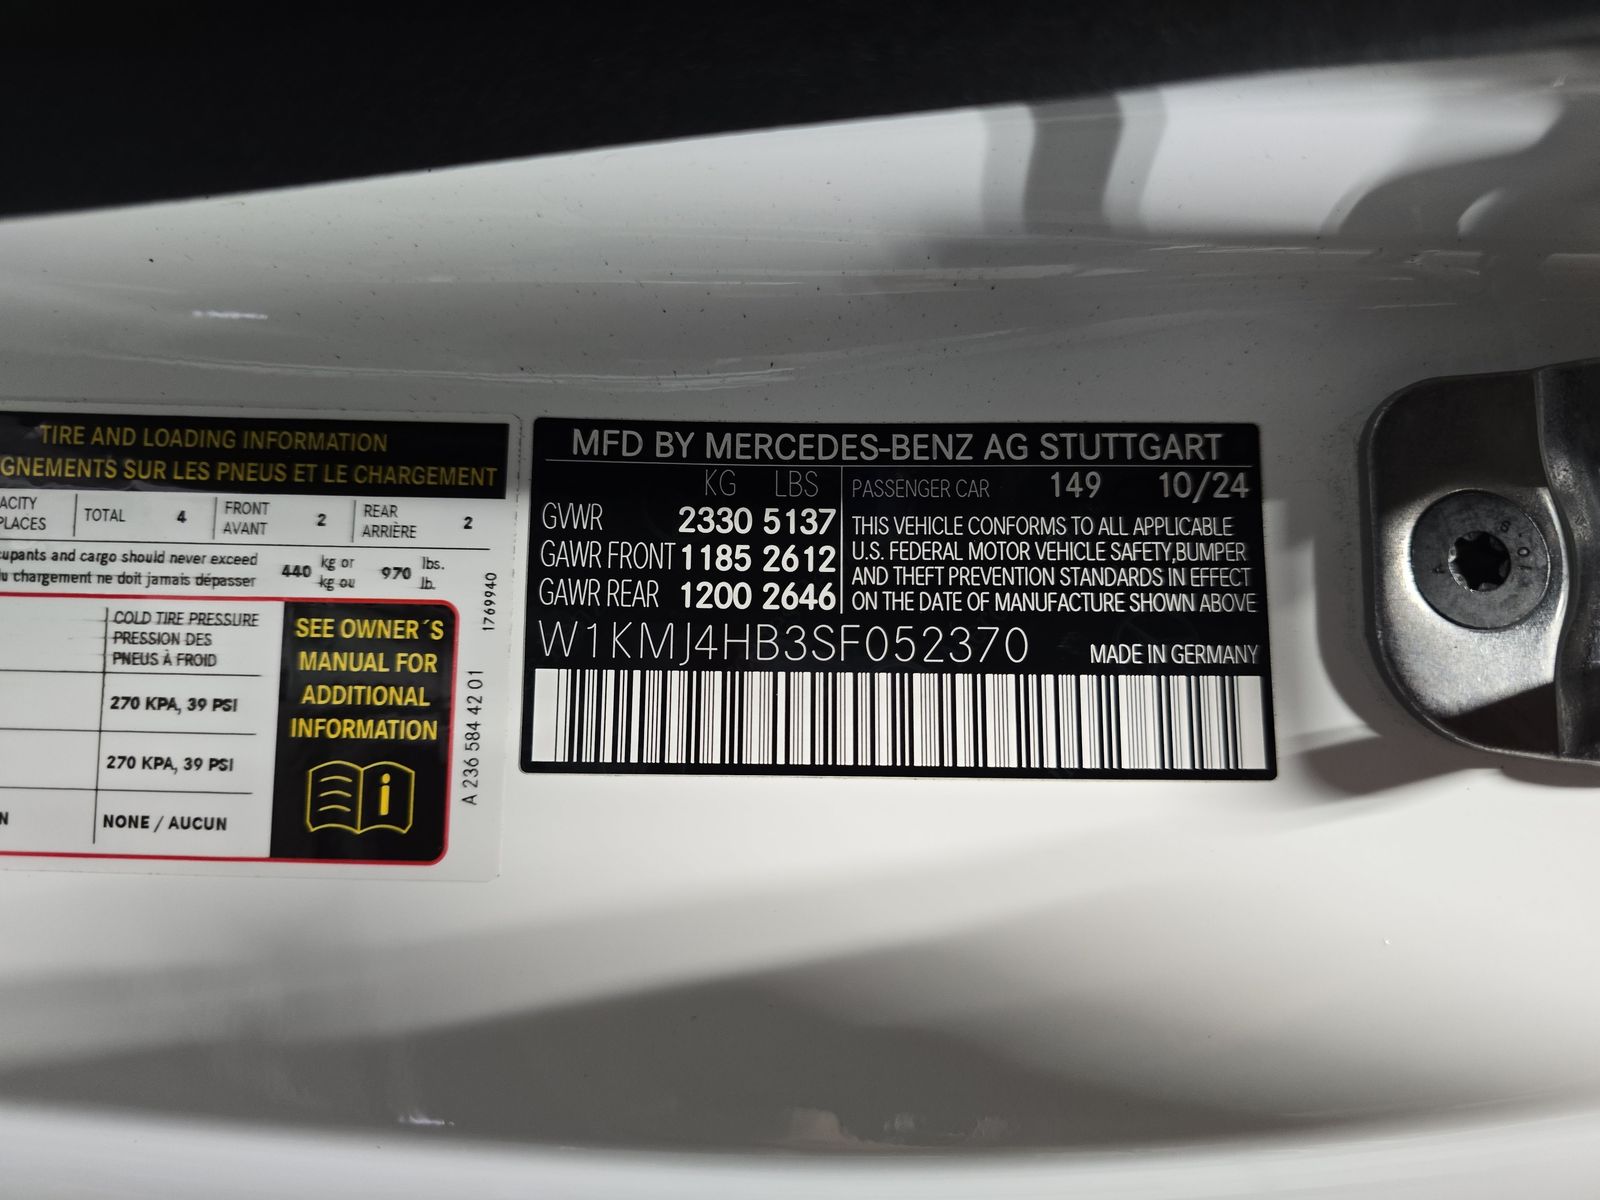 TIRE AND LOADING INFORMATION
GNEMENTS SUR LES PNEUS ET LE CHARGEMENT
ACITY
PLACES
TOTAL 4
FRONT
AVANT
2
REAR
ARRIÈRE
2
cupants and cargo should never exceed
du chargement ne doit jamais dépasser
440
kg or
kg ou
970
lbs.
lb.
COLD TIRE PRESSURE
PRESSION DES
PNEUS À FROID
270 KPA, 39 PSI
270 KPA, 39 PSI
N
NONE / AUCUN
SEE OWNER´S
MANUAL FOR
ADDITIONAL
INFORMATION
i
1769940
A 236 584 42 01
MFD BY MERCEDES-BENZ AG STUTTGART
KG LBS
GVWR 2330 5137
GAWR FRONT 1185 2612
GAWR REAR 1200 2646
PASSENGER CAR 149 10/24
THIS VEHICLE CONFORMS TO ALL APPLICABLE
U.S. FEDERAL MOTOR VEHICLE SAFETY,BUMPER
AND THEFT PREVENTION STANDARDS IN EFFECT
ON THE DATE OF MANUFACTURE SHOWN ABOVE
W1KMJ4HB3SF052370
MADE IN GERMANY